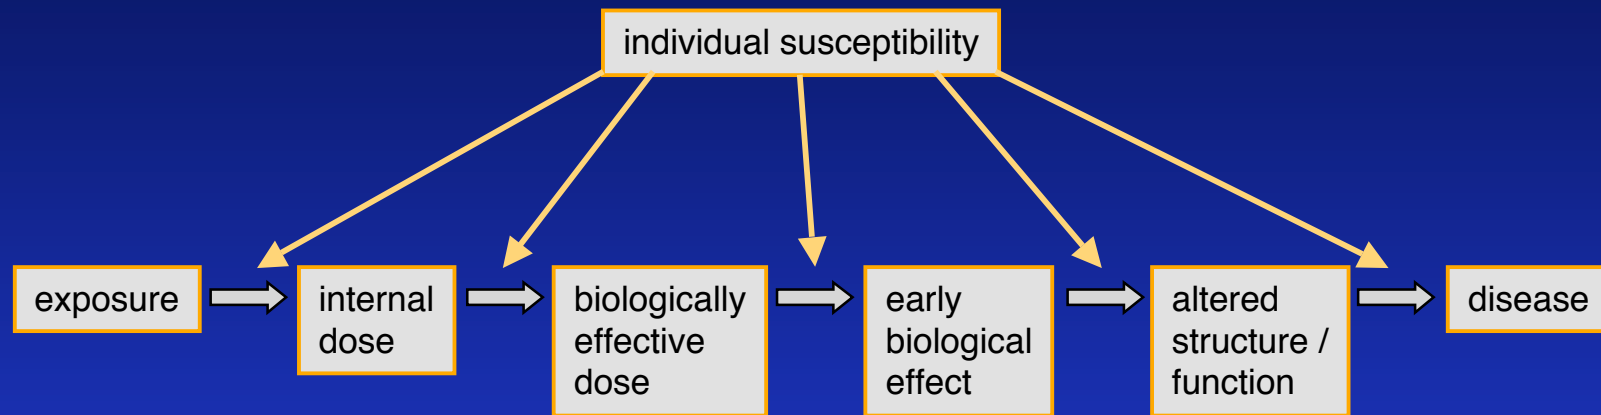 individual susceptibility
exposure
internal
dose
biologically
effective
dose
early
biological
effect
altered
structure /
function
disease